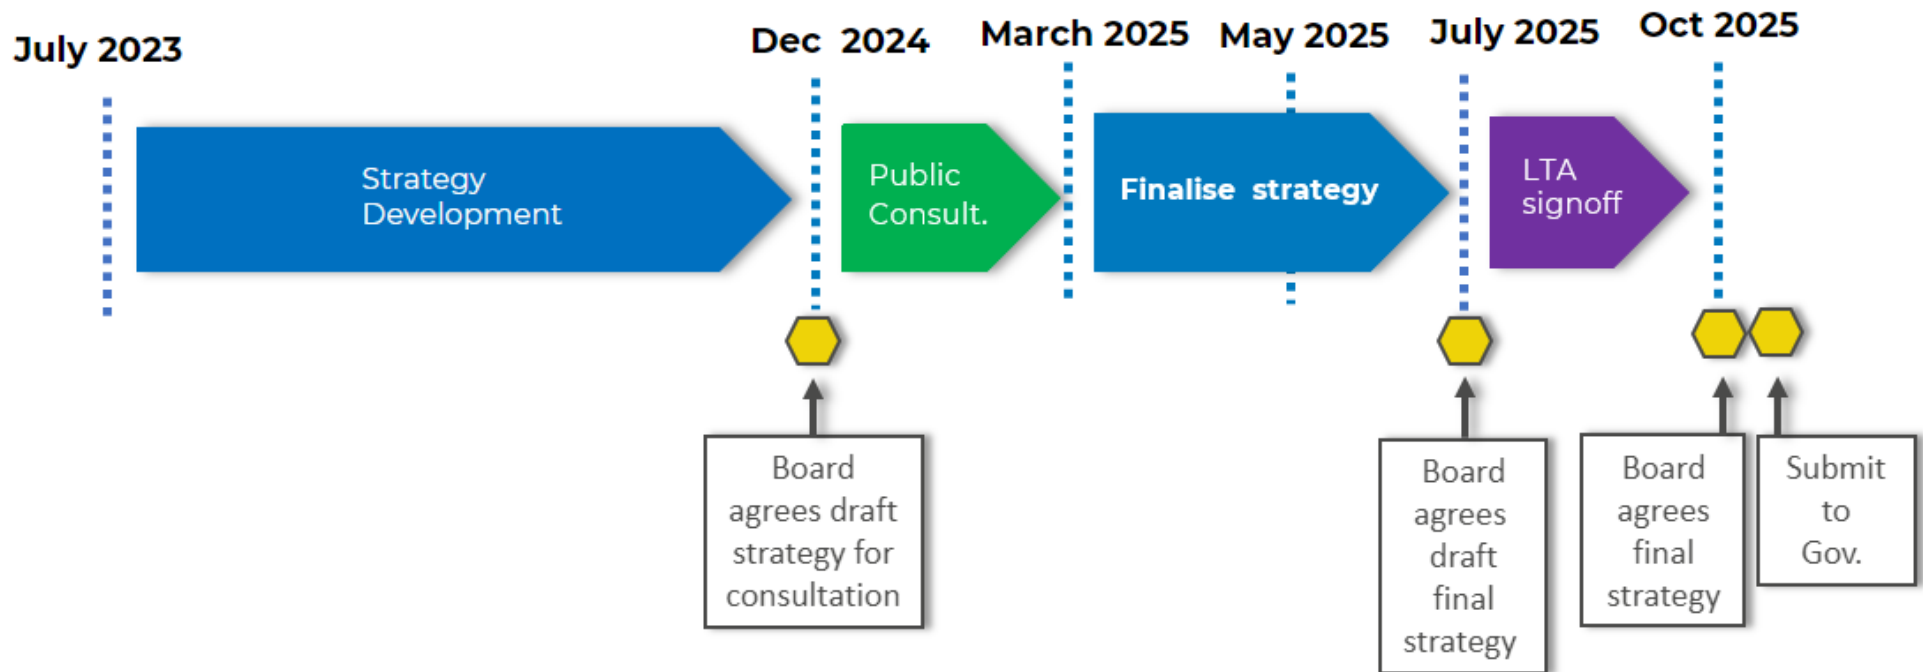 July 2023
Dec 2024
March 2025
May 2025
July 2025
Oct 2025
Strategy
Development
Public
Consult.
Finalise strategy
LTA
signoff
Board
agrees draft
strategy for
consultation
Board
agrees
draft
final
strategy
Board
agrees
final
strategy
Submit
to
Gov.